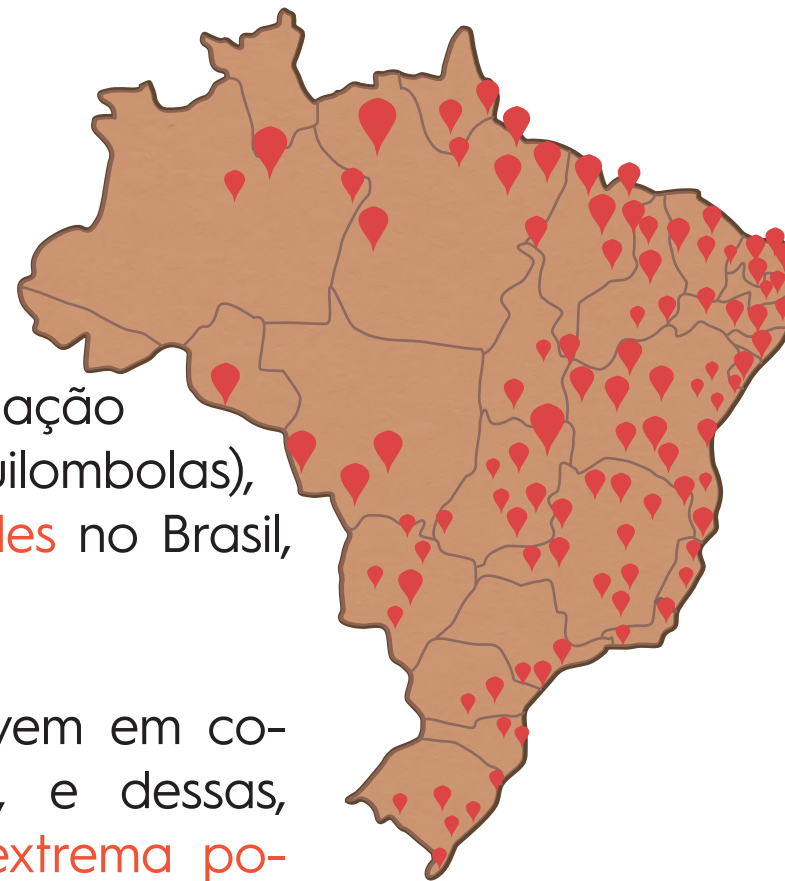 ação
uilombolas),
les no Brasil,
vem em co-
, e dessas,
extrema po-